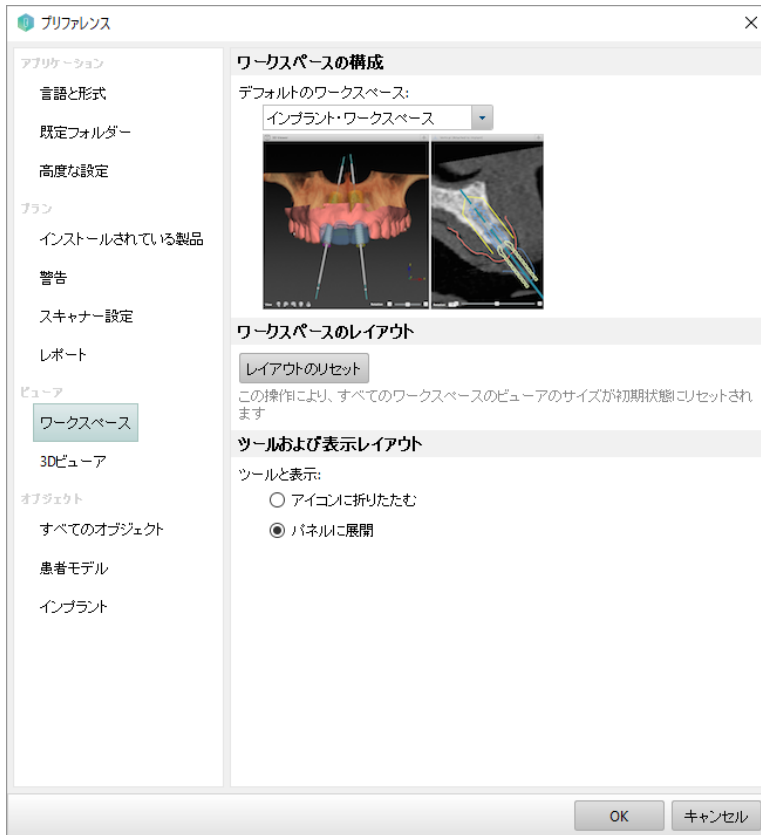 プリファレンス
アプリケーション
言語と形式
既定フォルダー
高度な設定
プラン
インストールされている製品
警告
スキャナー設定
レポート
ビューア
ワークスペース
3Dビューア
オブジェクト
すべてのオブジェクト
患者モデル
インプラント
ワークスペースの構成
デフォルトのワークスペース:
インプラント・ワークスペース
ワークスペースのレイアウト
レイアウトのリセット
この操作により、すべてのワークスペースのビューアのサイズが初期状態にリセットされ
ます
ツールおよび表示レイアウト
ツールと表示:
アイコンに折りたたむ
パネルに展開
OK
キャンセル